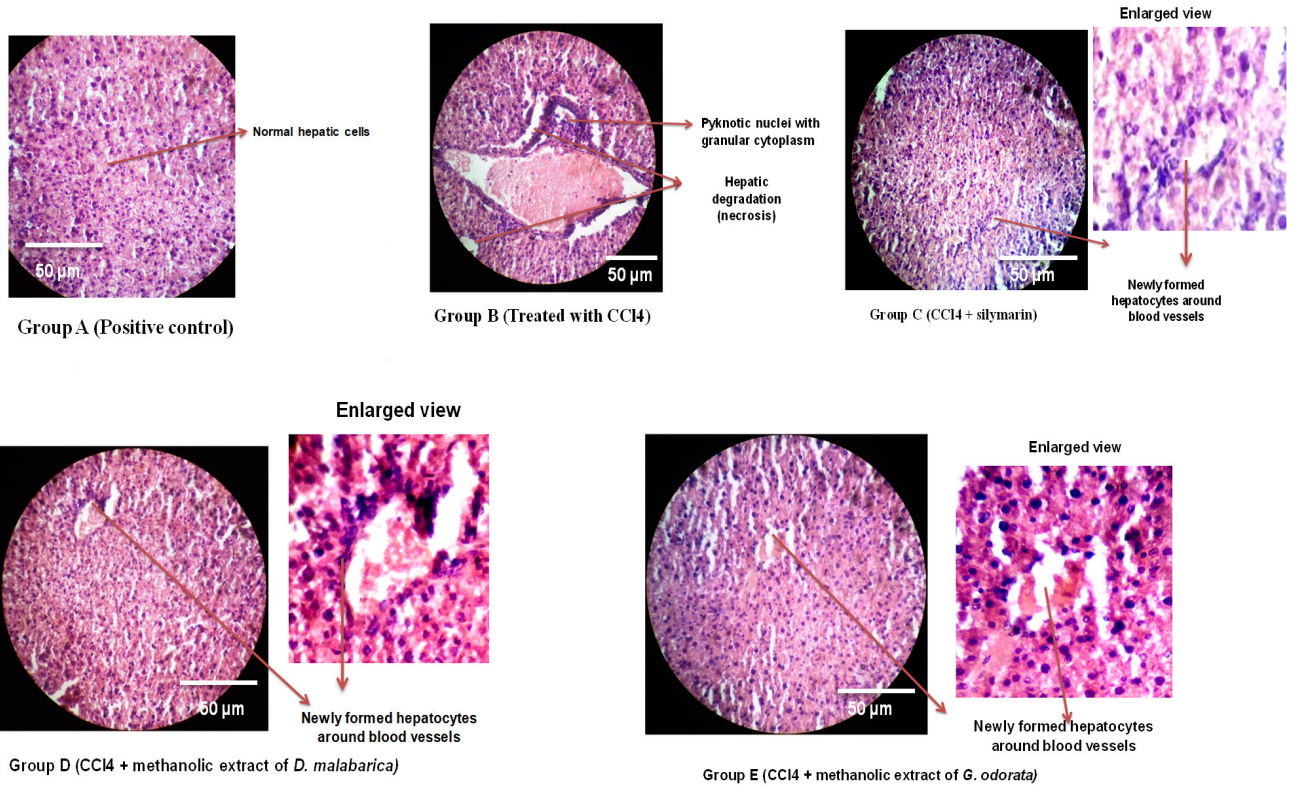 Normal hepatic cells
50 µm
Group A (Positive control)
Pyknotic nuclei with
granular cytoplasm
Hepatic
degradation
(necrosis)
50 µm
Group B (Treated with CCl4)
Enlarged view
50 µm
Newly formed
hepatocytes around
blood vessels
Group C (CCl4 + silymarin)
Enlarged view
50 µm
Newly formed hepatocytes
around blood vessels
Group D (CCl4 + methanolic extract of D. malabarica)
Enlarged view
50 µm
Newly formed hepatocytes
around blood vessels
Group E (CCl4 + methanolic extract of G. odorata)